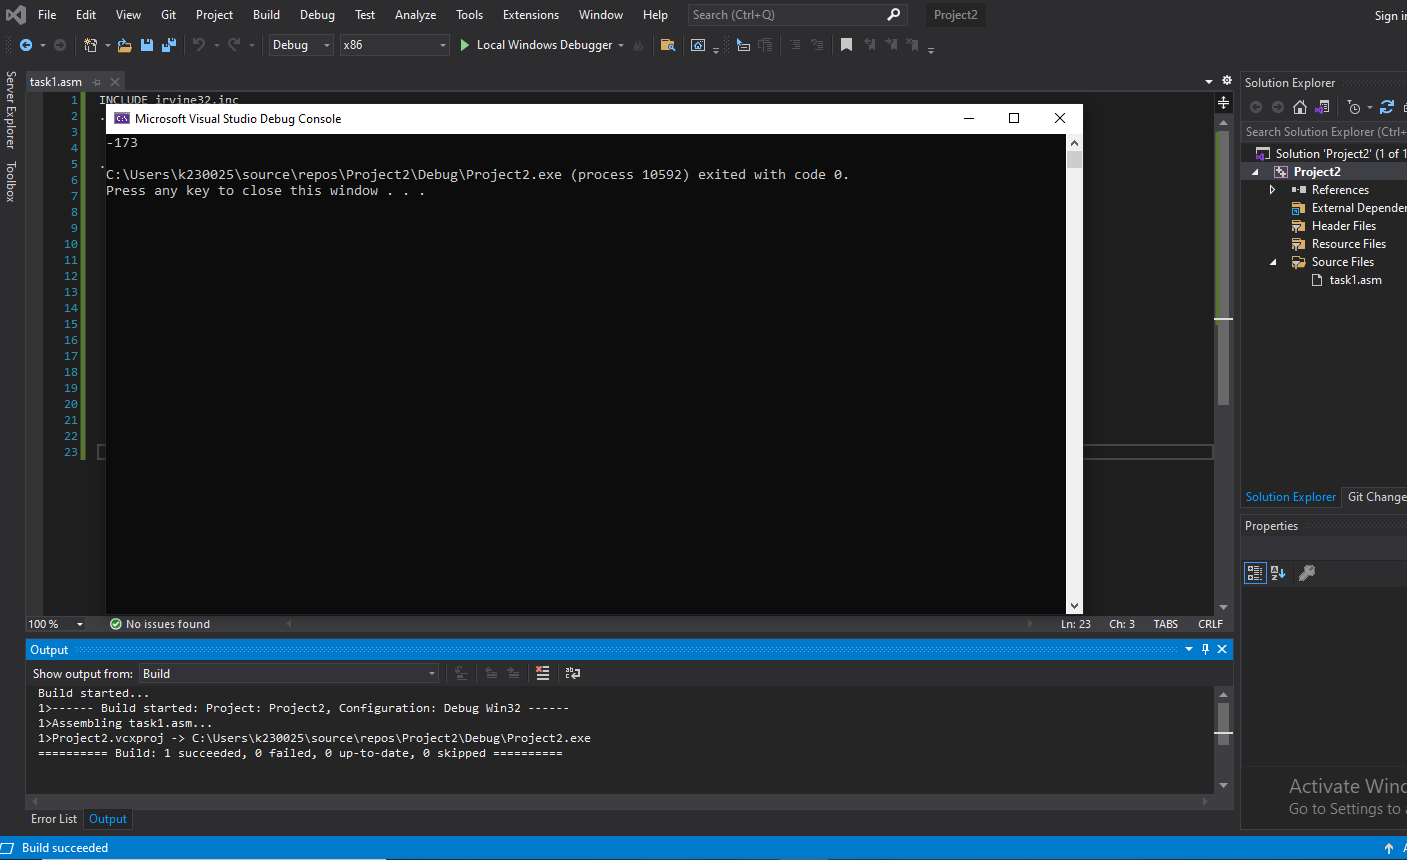 File Edit View Git Project Build Debug Test Analyze Tools Extensions Window Help Search (Ctrl+Q) Project2 Sign in
Debug x86 Local Windows Debugger
Server Explorer
Toolbox
task1.asm
1 INCLUDE irvine32.inc
2 .
3
4
5 .
6
7
8
9
10
11
12
13
14
15
16
17
18
19
20
21
22
23
Microsoft Visual Studio Debug Console
-173
C:\Users\k230025\source\repos\Project2\Debug\Project2.exe (process 10592) exited with code 0.
Press any key to close this window . . .
100 % No issues found Ln: 23 Ch: 3 TABS CRLF
Output
Show output from: Build
Build started...
1>------ Build started: Project: Project2, Configuration: Debug Win32 ------
1>Assembling task1.asm...
1>Project2.vcxproj -> C:\Users\k230025\source\repos\Project2\Debug\Project2.exe
========== Build: 1 succeeded, 0 failed, 0 up-to-date, 0 skipped ==========
Error List Output
Build succeeded
Solution Explorer
Search Solution Explorer (Ctrl+
Solution 'Project2' (1 of 1
Project2
References
External Depender
Header Files
Resource Files
Source Files
task1.asm
Solution Explorer Git Change
Properties
Activate Wind
Go to Settings to a